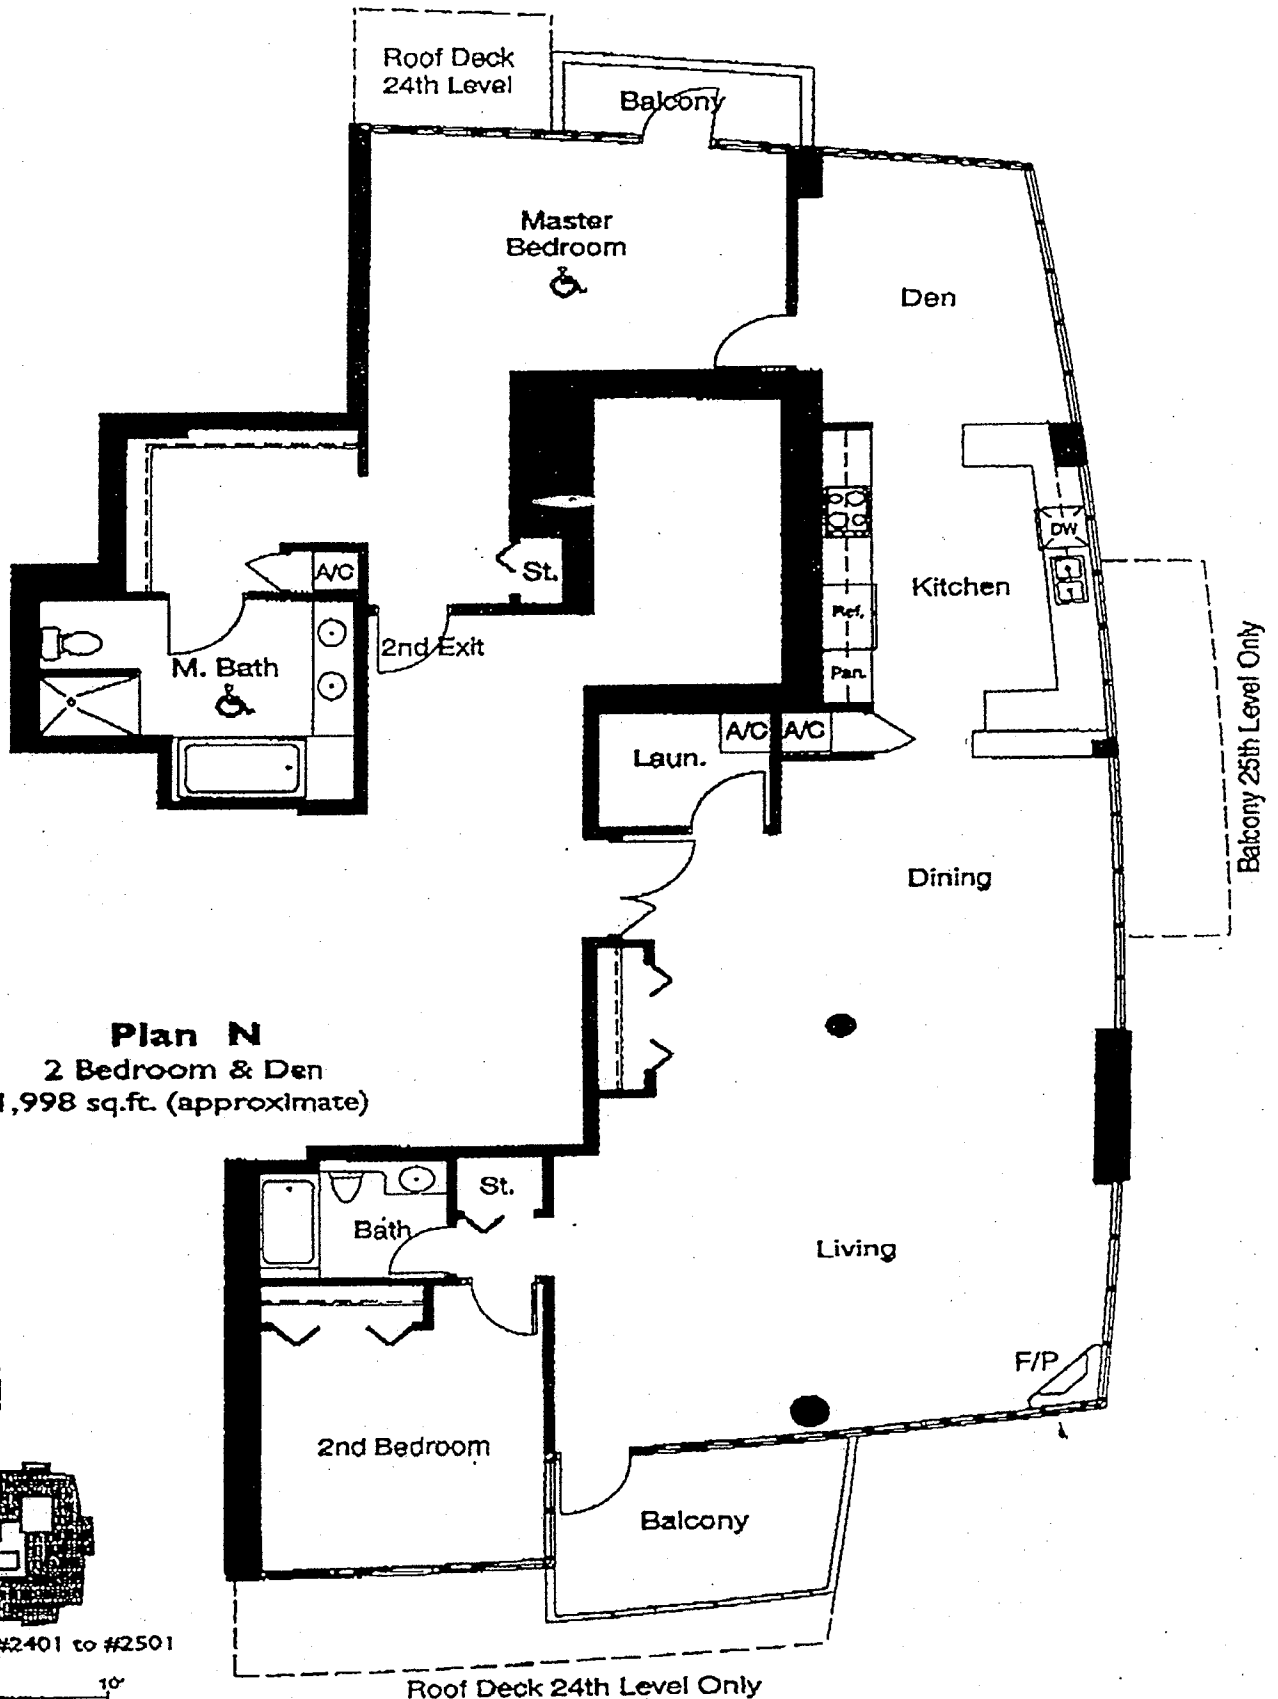 Roof Deck
24th Level
Balcony
Master
Bedroom
Den
A/C
St.
DW
Kitchen
Ref.
2nd Exit
M. Bath
Pan.
A/C
A/C
Laun.
Balcony 25th Level Only
Dining
Plan N
2 Bedroom & Den
1,998 sq.ft. (approximate)
St.
Bath
Living
F/P
2nd Bedroom
Balcony
#2401 to #2501
10'
Roof Deck 24th Level Only